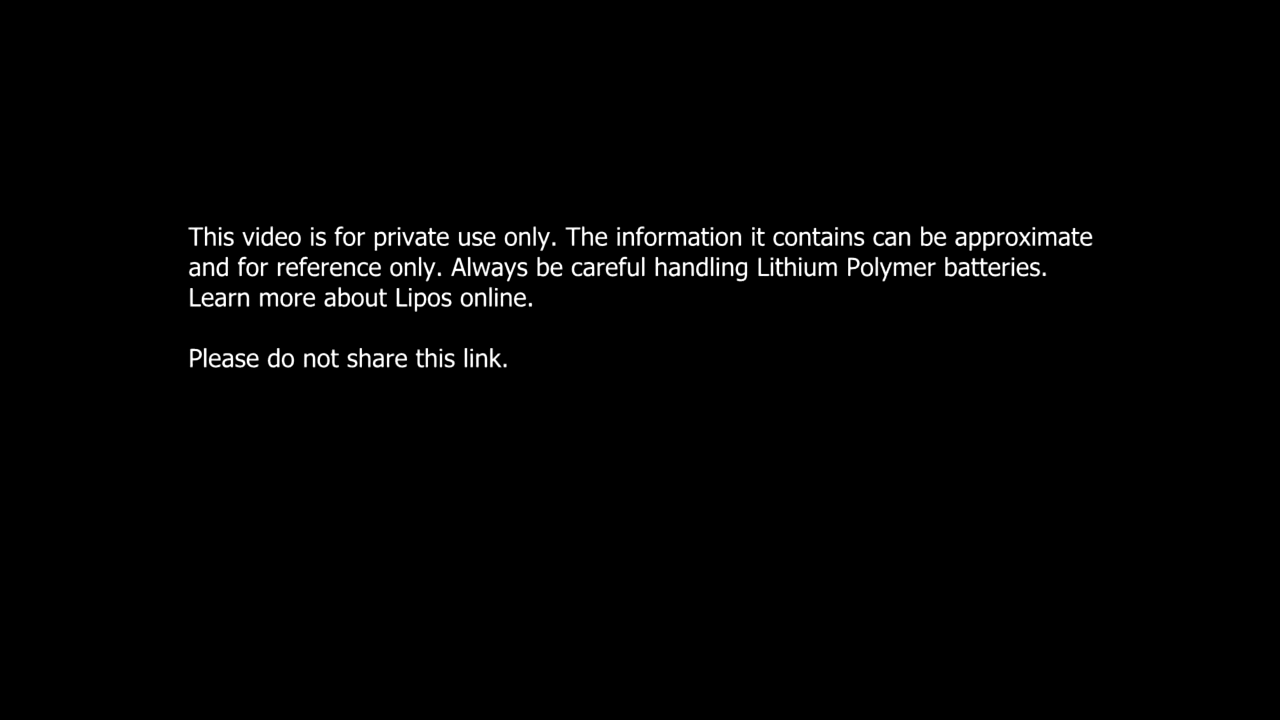 This video is for private use only. The information it contains can be approximate
and for reference only. Always be careful handling Lithium Polymer batteries.
Learn more about Lipos online.
Please do not share this link.